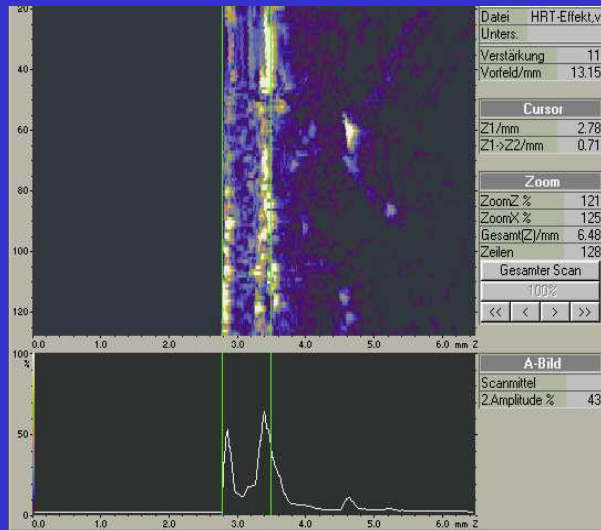 20
40
60
80
100
120
0.0 1.0 2.0 3.0 4.0 5.0 6.0 mm Z
100
%
50
0
0.0 1.0 2.0 3.0 4.0 5.0 6.0 mm Z
Datei HRT-Effekt,v
Unters.
Verstärkung 11
Vorfeld/mm 13.15
Cursor
Z1/mm 2.78
Z1->Z2/mm 0.71
Zoom
ZoomZ % 121
ZoomX % 125
Gesamt(Z)/mm 6.48
Zeilen 128
Gesamter Scan
100%
<< < > >>
A-Bild
Scanmittel
2.Amplitude % 43